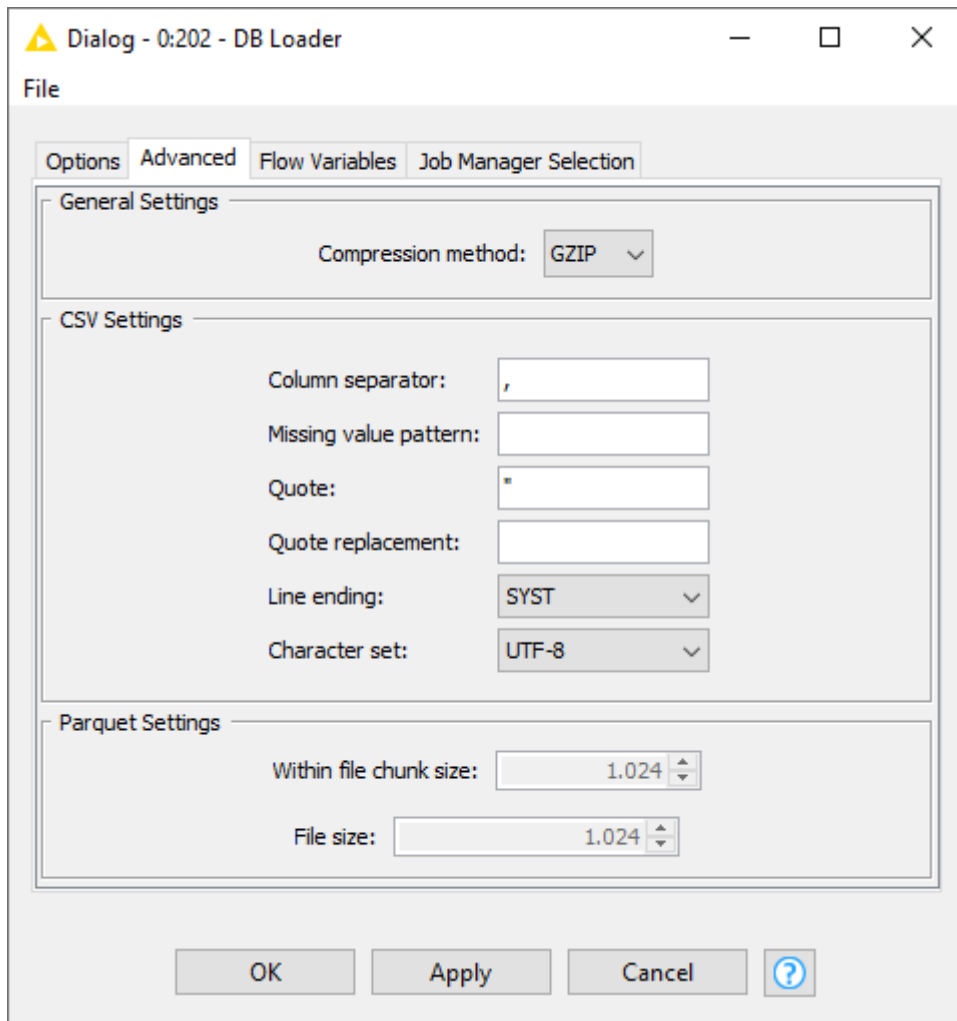 Dialog - 0:202 - DB Loader
File
Options Advanced Flow Variables Job Manager Selection
General Settings
Compression method: GZIP
CSV Settings
Column separator: ,
Missing value pattern:
Quote: "
Quote replacement:
Line ending: SYST
Character set: UTF-8
Parquet Settings
Within file chunk size: 1.024
File size: 1.024
OK Apply Cancel ?